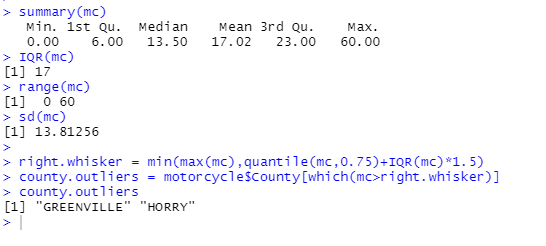 > summary(mc)
   Min. 1st Qu.  Median    Mean 3rd Qu.    Max.
   0.00    6.00   13.50   17.02   23.00   60.00
> IQR(mc)
[1] 17
> range(mc)
[1]  0 60
> sd(mc)
[1] 13.81256
>
> right.whisker = min(max(mc),quantile(mc,0.75)+IQR(mc)*1.5)
> county.outliers = motorcycle$County[which(mc>right.whisker)]
> county.outliers
[1] "GREENVILLE" "HORRY"
>